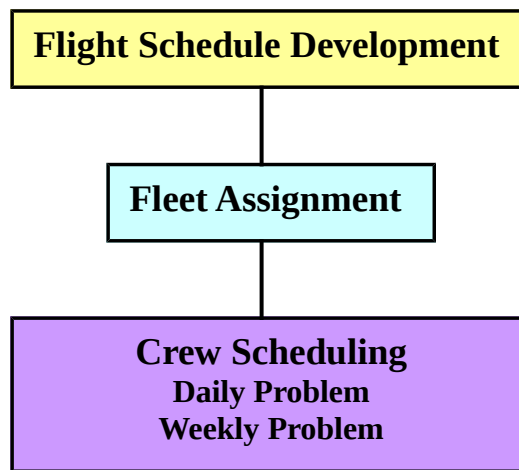 Flight Schedule Development
Fleet Assignment
Crew Scheduling
Daily Problem
Weekly Problem